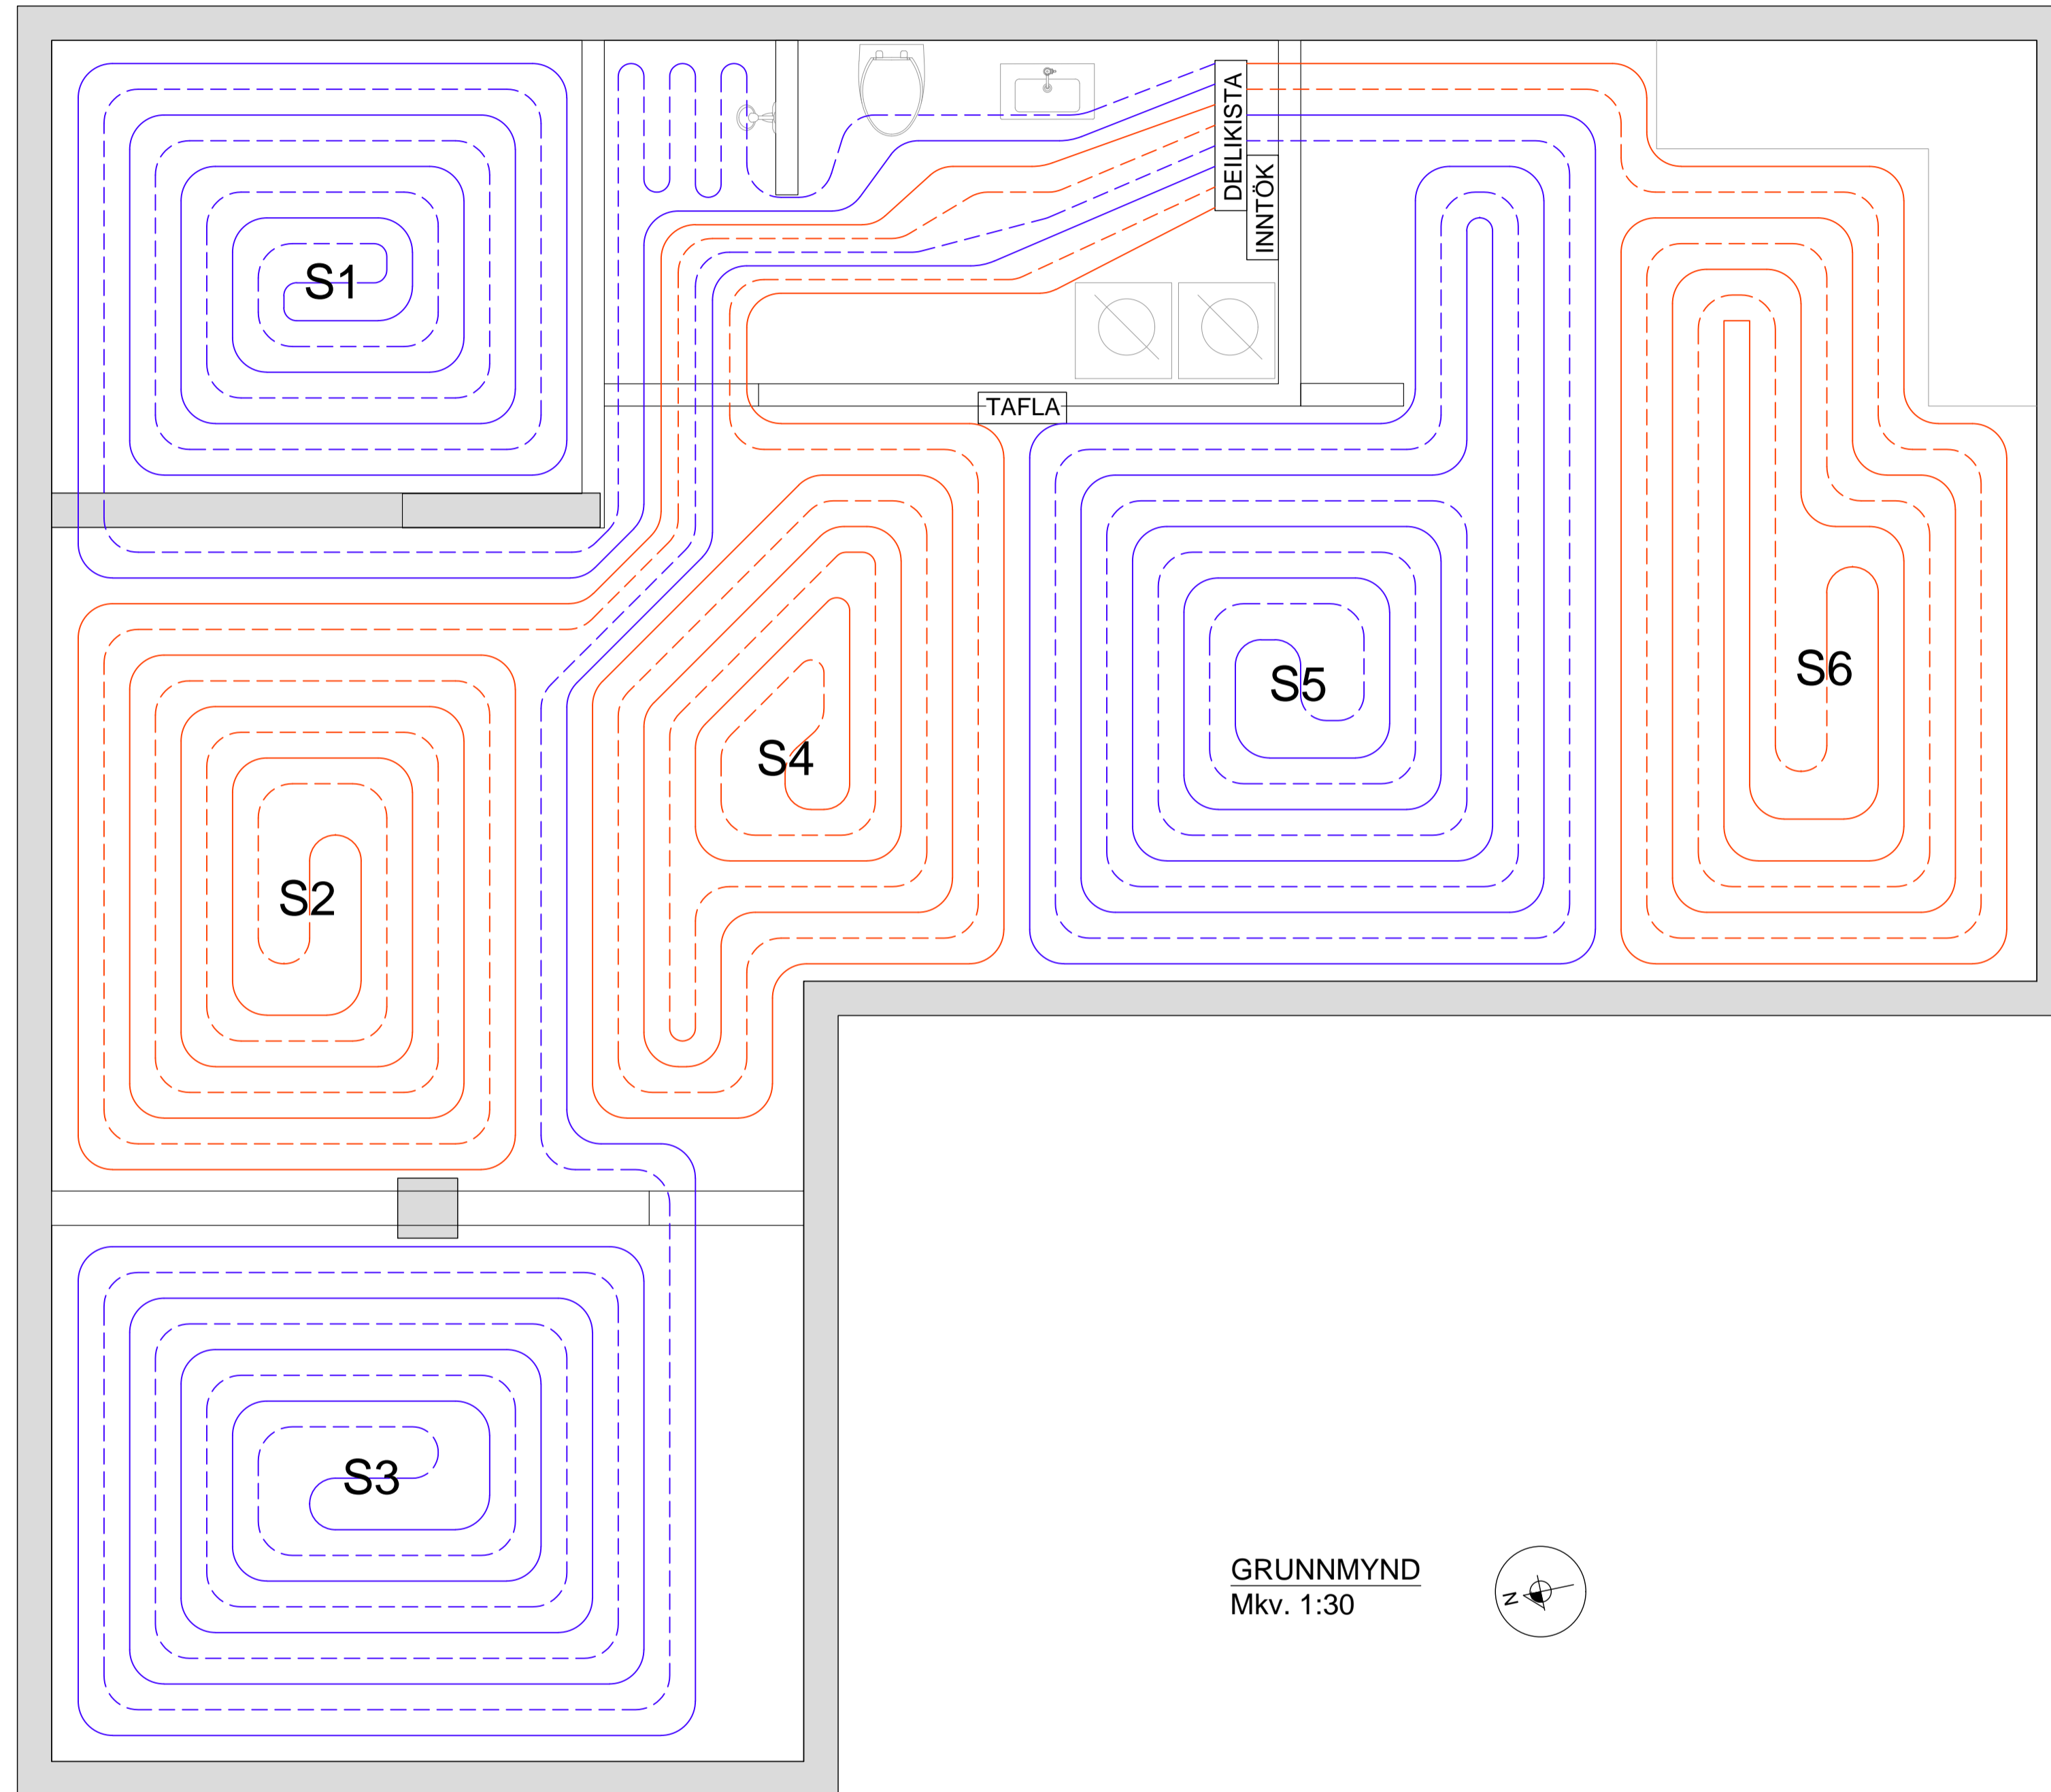 DEILIKISTA
INNTÖK
S1
TAFLA
S4
S5
S6
S2
S3
GRUNNMYND
Mkv. 1:30
N